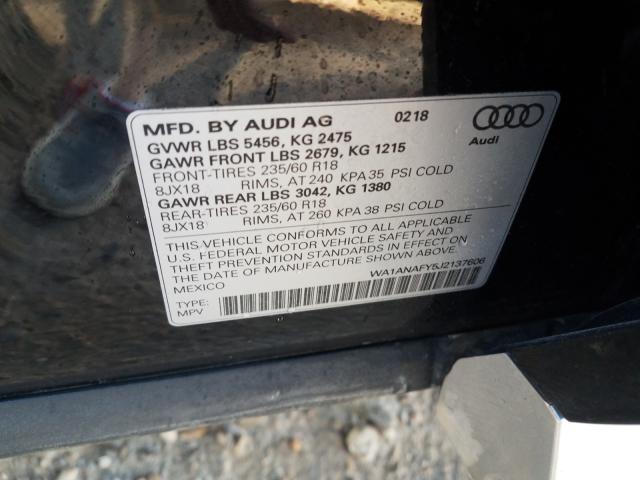 MFD. BY AUDI AG 0218
Audi
GVWR LBS 5456, KG 2475
GAWR FRONT LBS 2679, KG 1215
FRONT-TIRES 235/60 R18
8JX18 RIMS, AT 240 KPA 35 PSI COLD
GAWR REAR LBS 3042, KG 1380
REAR-TIRES 235/60 R18
8JX18 RIMS, AT 260 KPA 38 PSI COLD
THIS VEHICLE CONFORMS TO ALL APPLICABLE
U.S. FEDERAL MOTOR VEHICLE SAFETY AND
THEFT PREVENTION STANDARDS IN EFFECT ON
THE DATE OF MANUFACTURE SHOWN ABOVE.
MEXICO
WA1ANAFY5J2137606
TYPE:
MPV